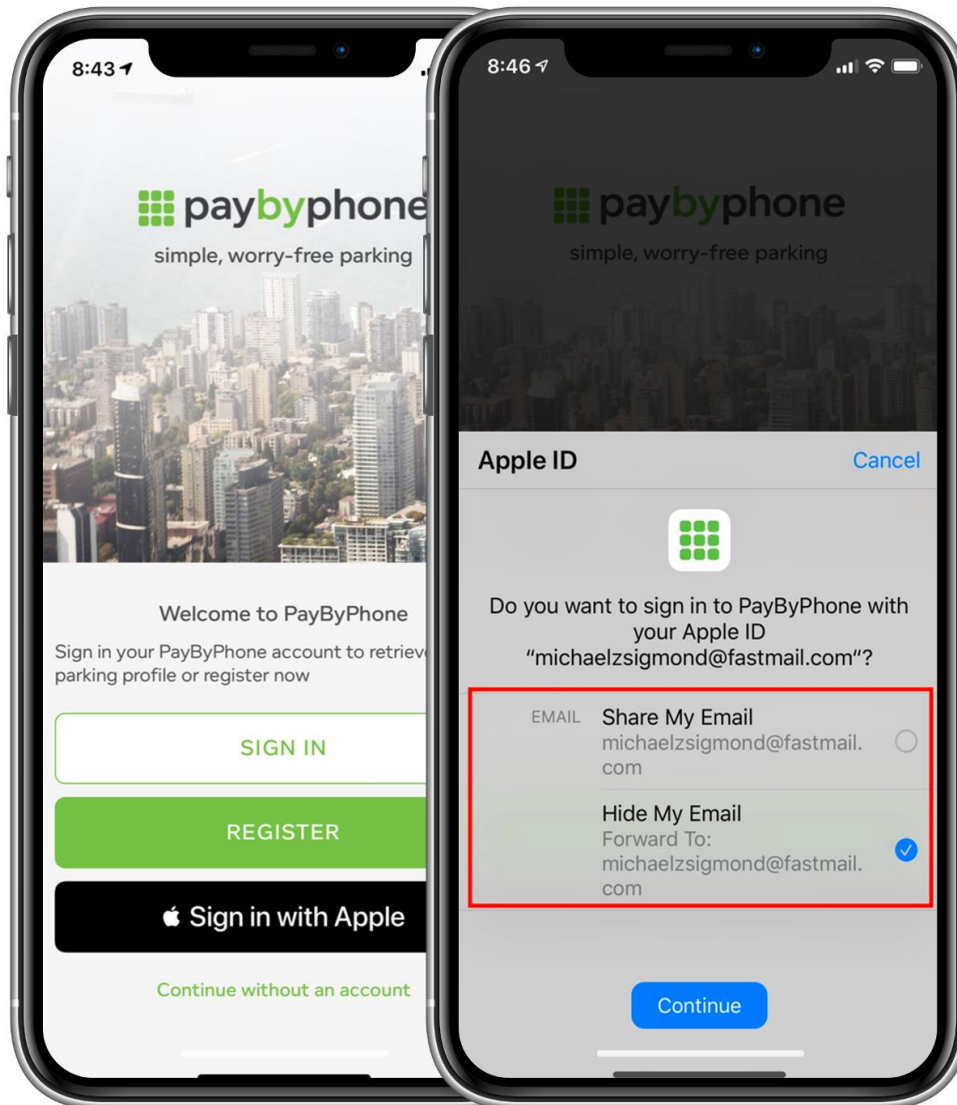 8:43
paybyphone
simple, worry-free parking
Welcome to PayByPhone
Sign in your PayByPhone account to retrieve
parking profile or register now
SIGN IN
REGISTER
Sign in with Apple
Continue without an account
8:46
paybyphone
simple, worry-free parking
Apple ID
Cancel
Do you want to sign in to PayByPhone with
your Apple ID
“michaelzsigmond@fastmail.com“?
EMAIL Share My Email
michaelzsigmond@fastmail.
com
Hide My Email
Forward To:
michaelzsigmond@fastmail.
com
Continue